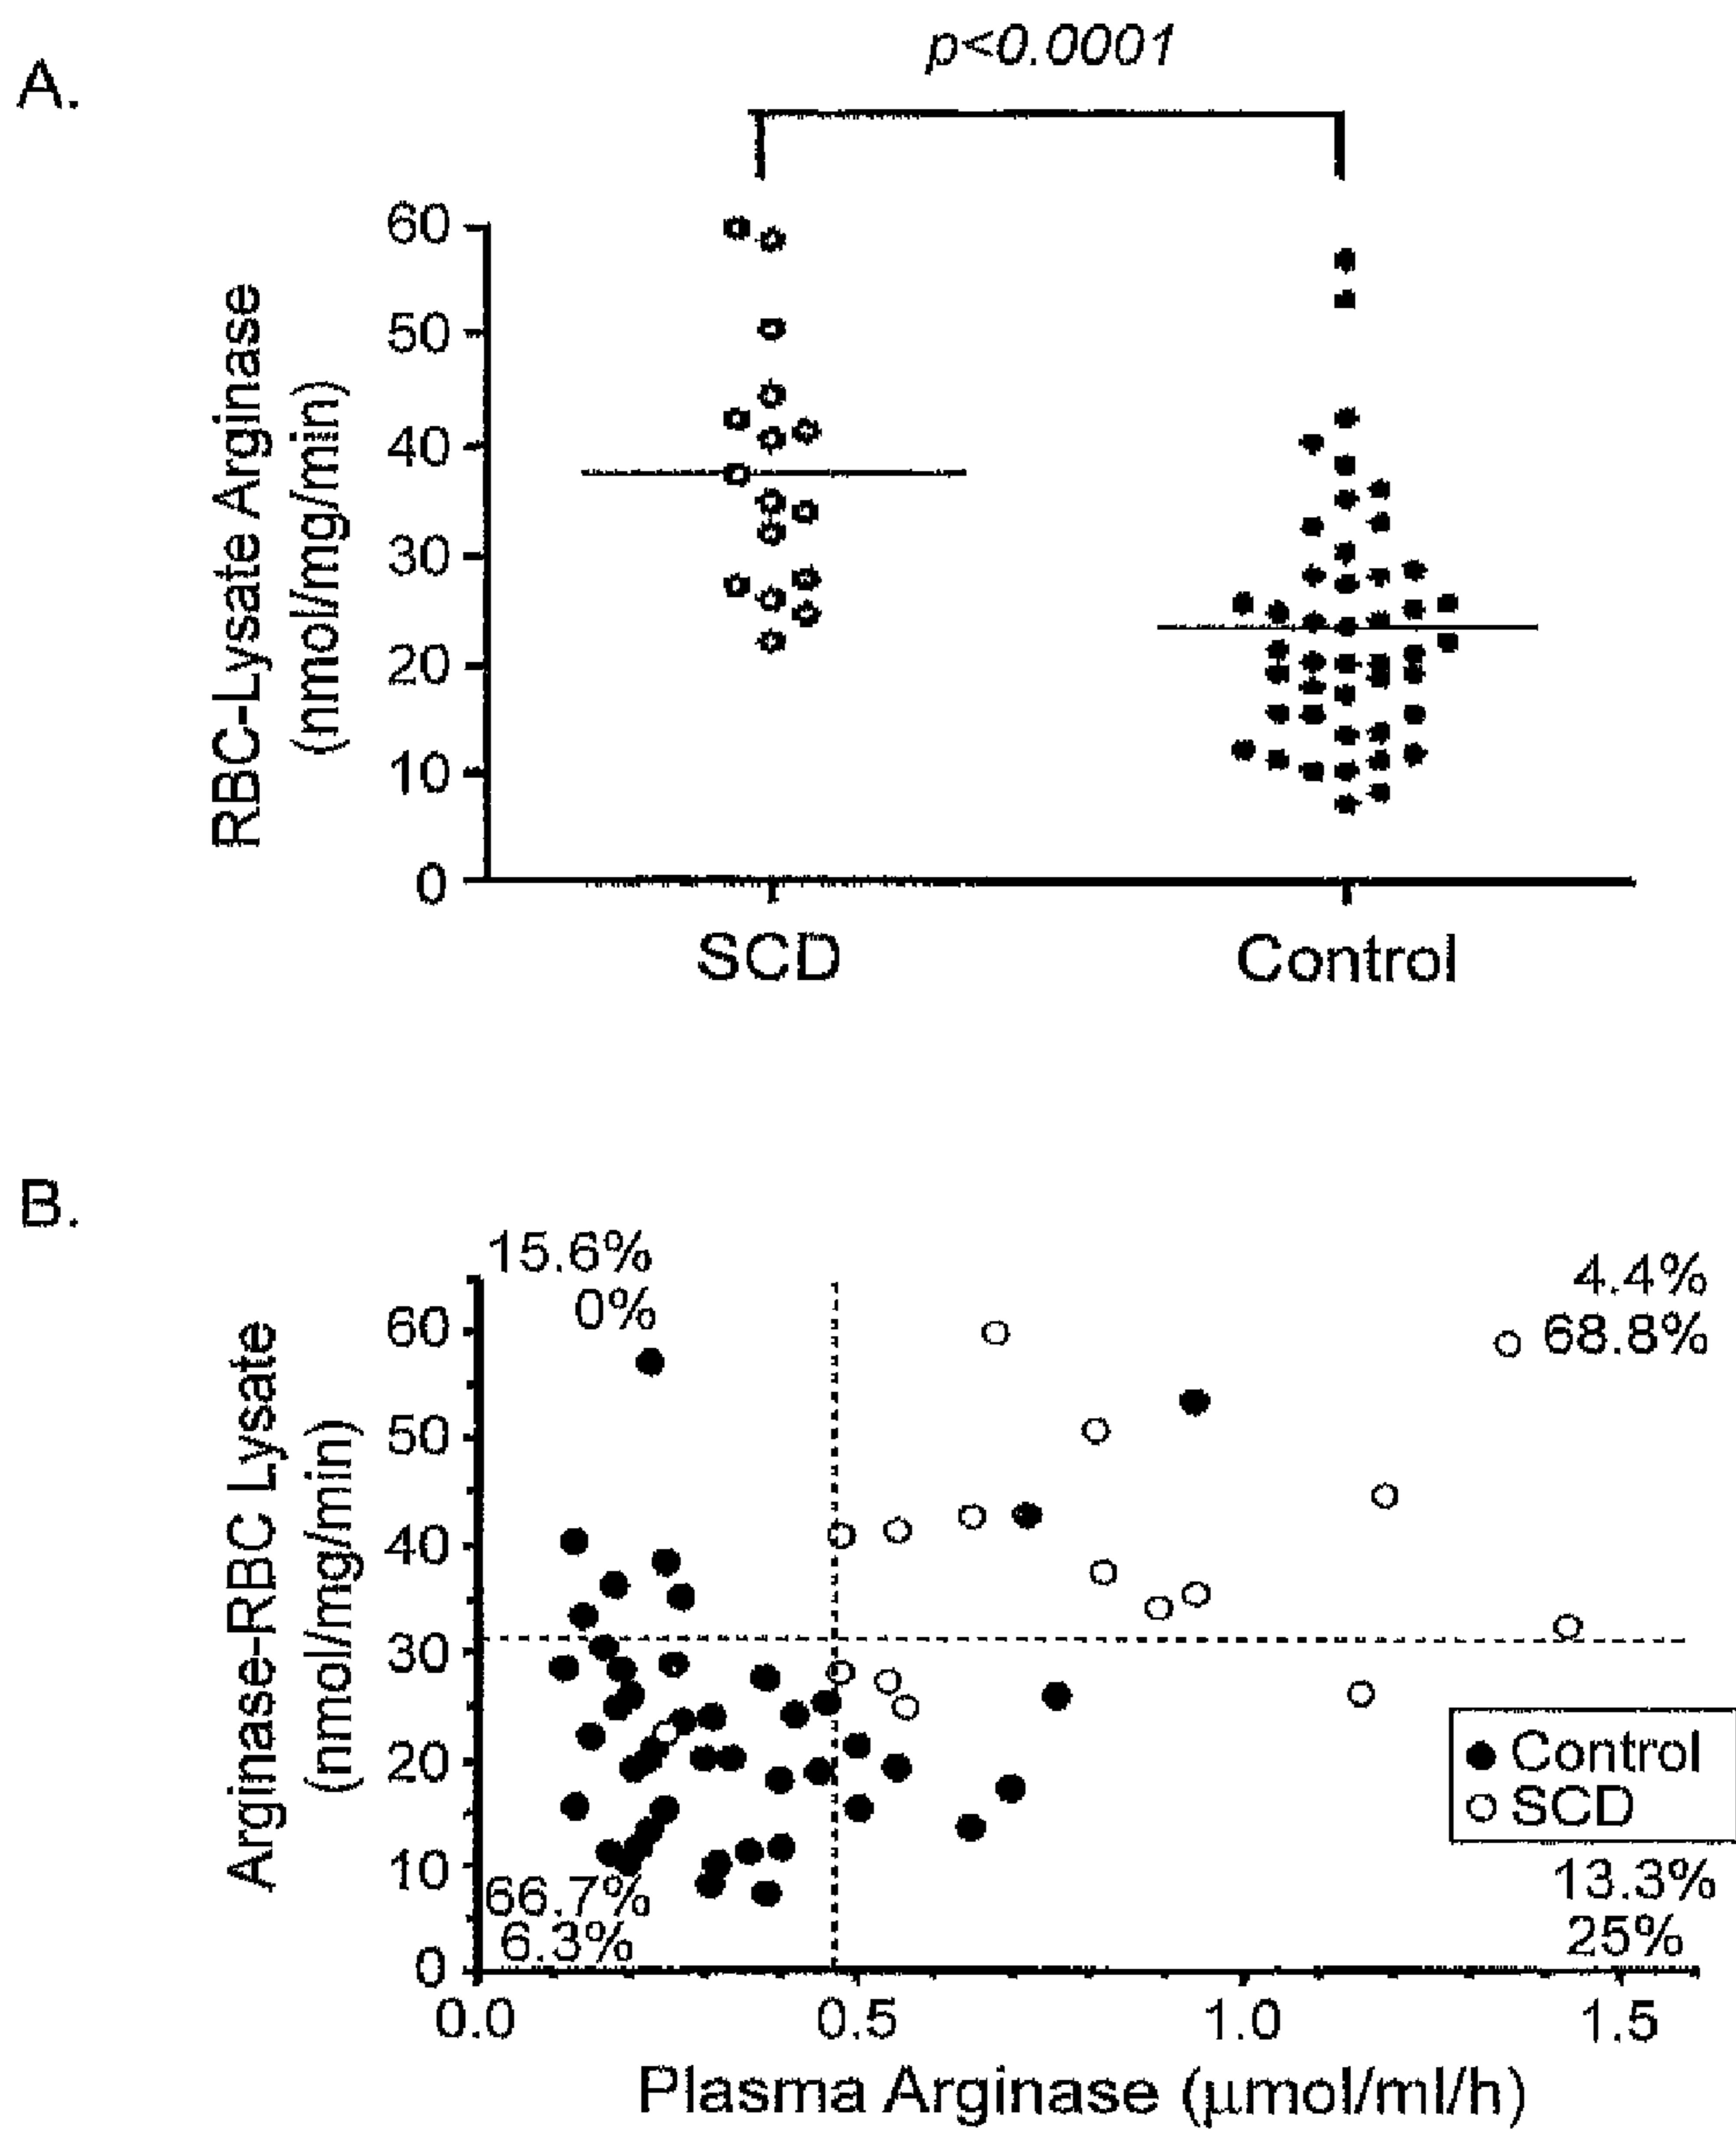 A.
p<0.0001
RBC-Lysate Arginase
(nmol/mg/min)
60
50
40
30
20
10
0
SCD
Control
B.
15.6%
0%
4.4%
68.8%
Arginase-RBC Lysate
(nmol/mg/min)
60
50
40
30
20
10
0
Control
SCD
66.7%
6.3%
13.3%
25%
0.0
0.5
1.0
1.5
Plasma Arginase (μmol/ml/h)